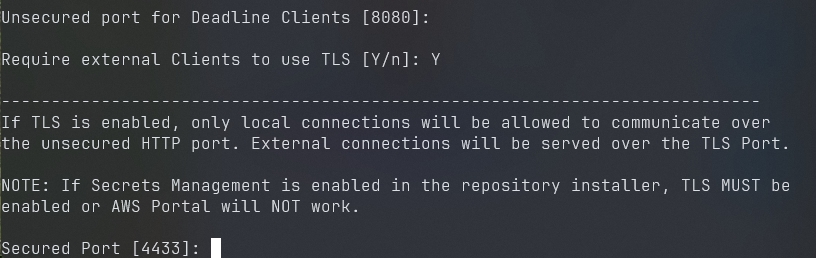 Unsecured port for Deadline Clients [8080]:
Require external Clients to use TLS [Y/n]: Y
----------------------------------------------------------------------------
If TLS is enabled, only local connections will be allowed to communicate over
the unsecured HTTP port. External connections will be served over the TLS Port.
NOTE: If Secrets Management is enabled in the repository installer, TLS MUST be
enabled or AWS Portal will NOT work.
Secured Port [4433]: